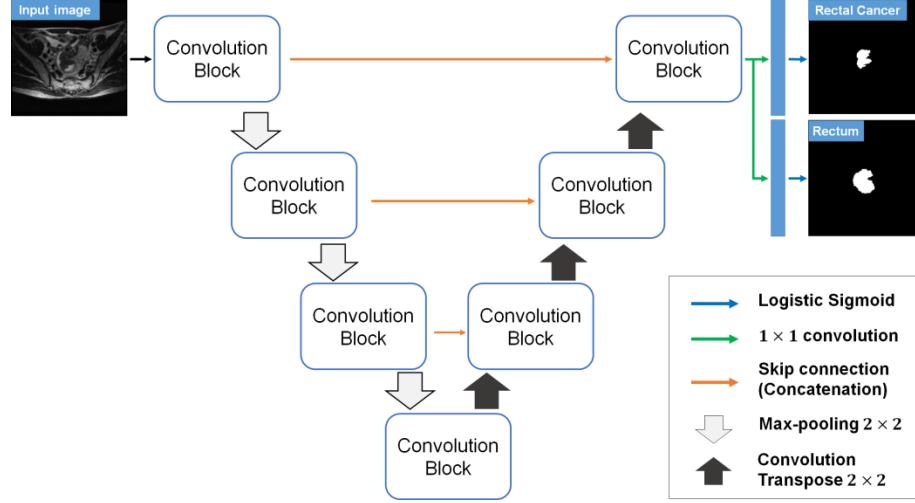 Input image
Rectal Cancer
Convolution
Block
Convolution
Block
Rectum
Convolution
Block
Convolution
Block
Convolution
Block
Convolution
Block
Convolution
Block
Logistic Sigmoid
1 × 1 convolution
Skip connection
(Concatenation)
Max-pooling 2 × 2
Convolution
Transpose 2 × 2